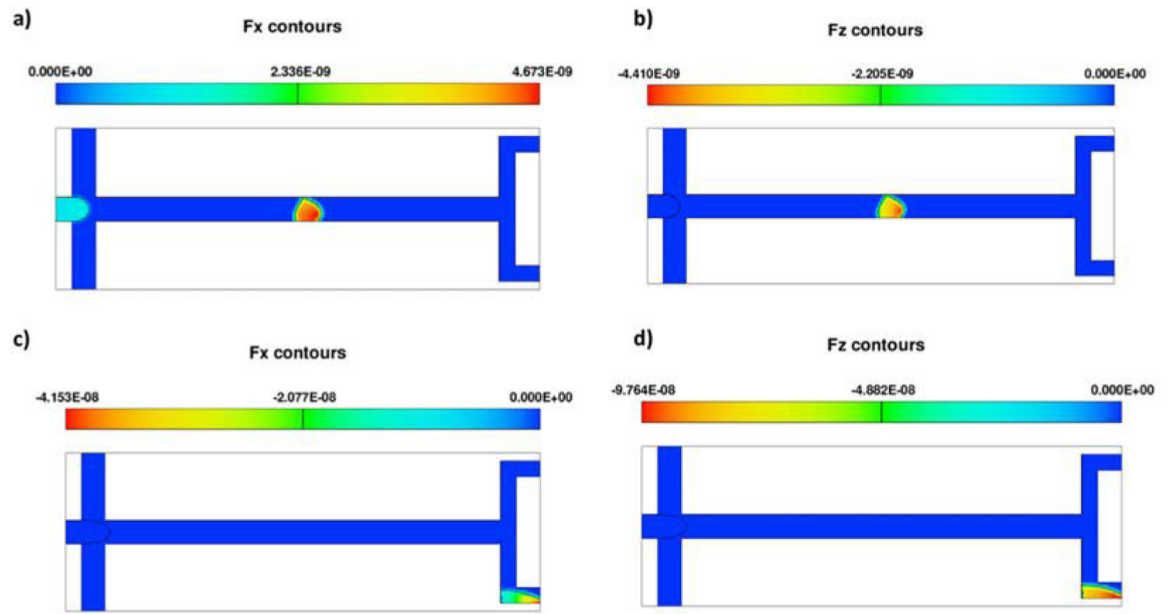 a)
Fx contours
0.000E+00 2.336E-09 4.673E-09
b)
Fz contours
-4.410E-09 -2.205E-09 0.000E+00
c)
Fx contours
-4.153E-08 -2.077E-08 0.000E+00
d)
Fz contours
-9.764E-08 -4.882E-08 0.000E+00